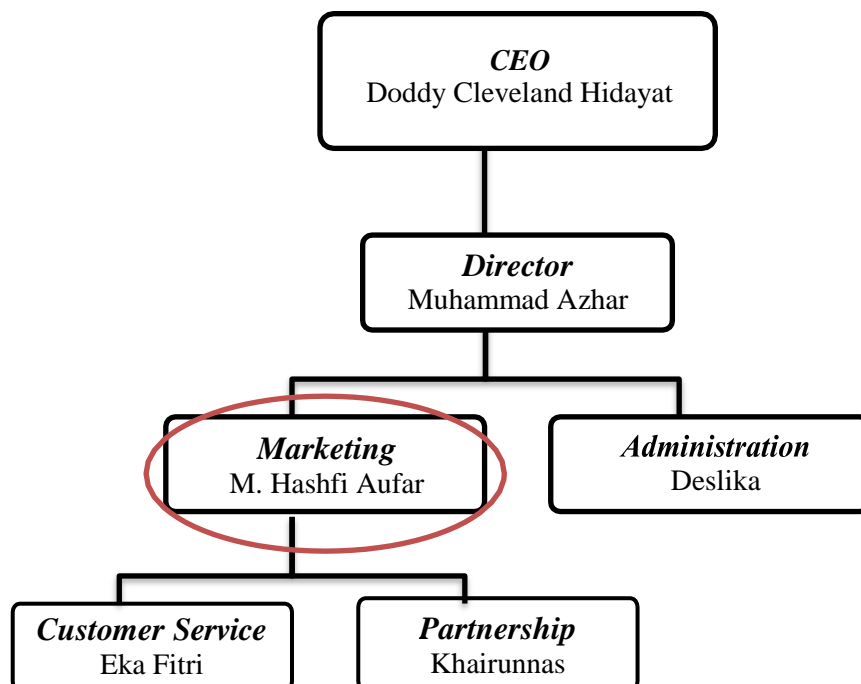 CEO
Doddy Cleveland Hidayat
Director
Muhammad Azhar
Marketing
M. Hashfi Aufar
Administration
Deslika
Customer Service
Eka Fitri
Partnership
Khairunnas